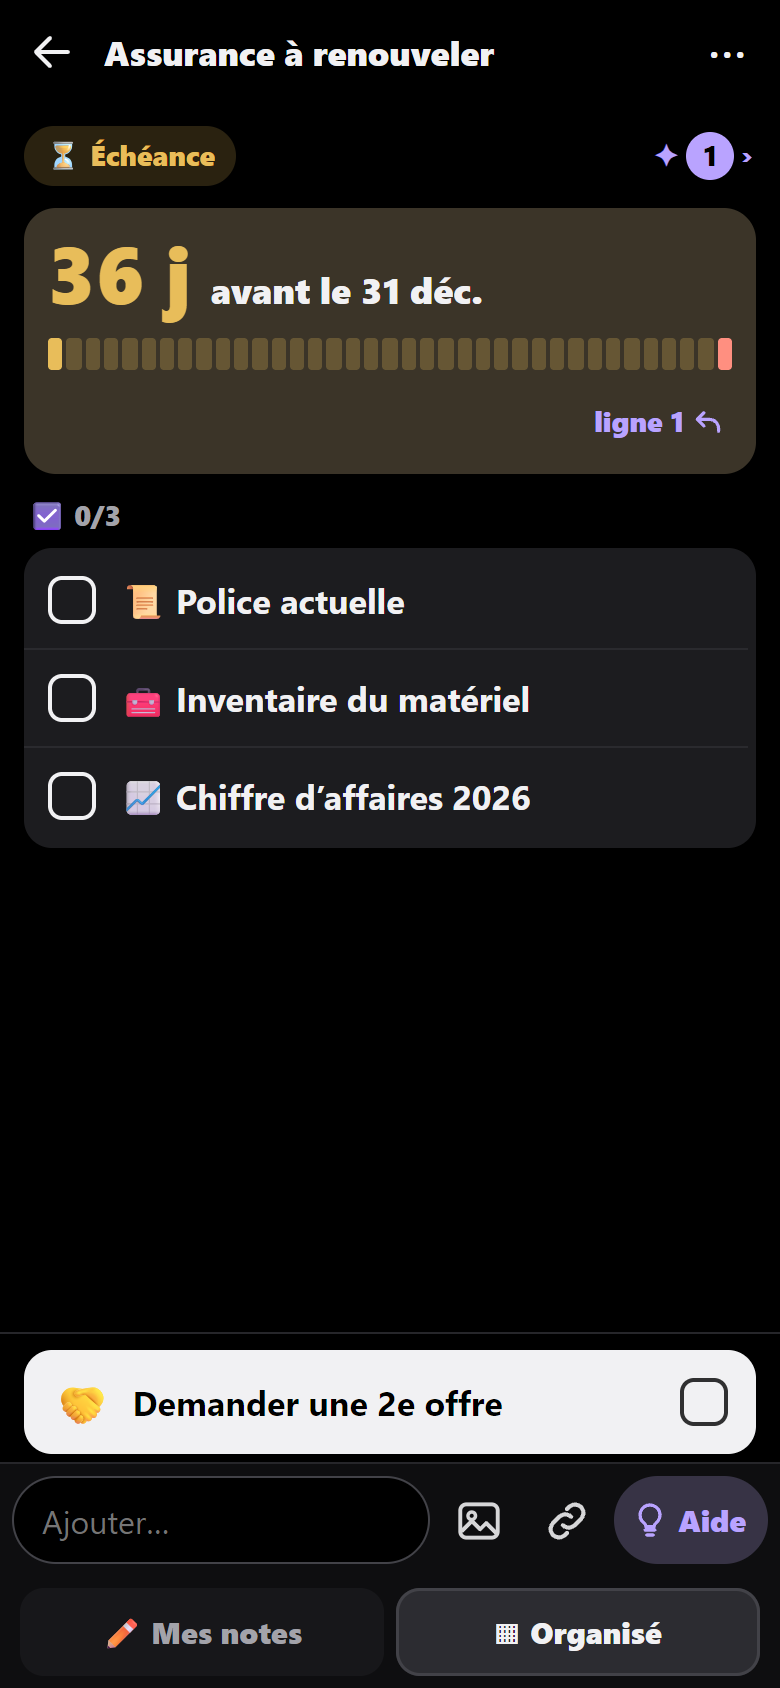 Assurance à renouveler
Échéance
1
36 j avant le 31 déc.
ligne 1
0/3
Police actuelle
Inventaire du matériel
Chiffre d’affaires 2026
Demander une 2e offre
Ajouter...
Aide
Mes notes
Organisé